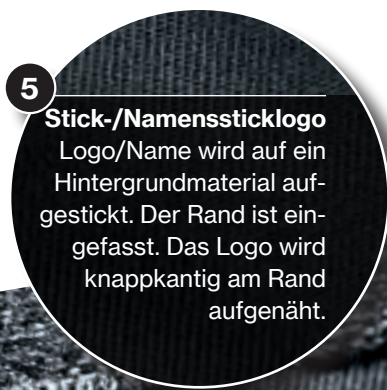 5
Stick-/Namenssticklogo
Logo/Name wird auf ein
Hintergrundmaterial auf-
gestickt. Der Rand ist ein-
gefasst. Das Logo wird
knappkantig am Rand
aufgenäht.